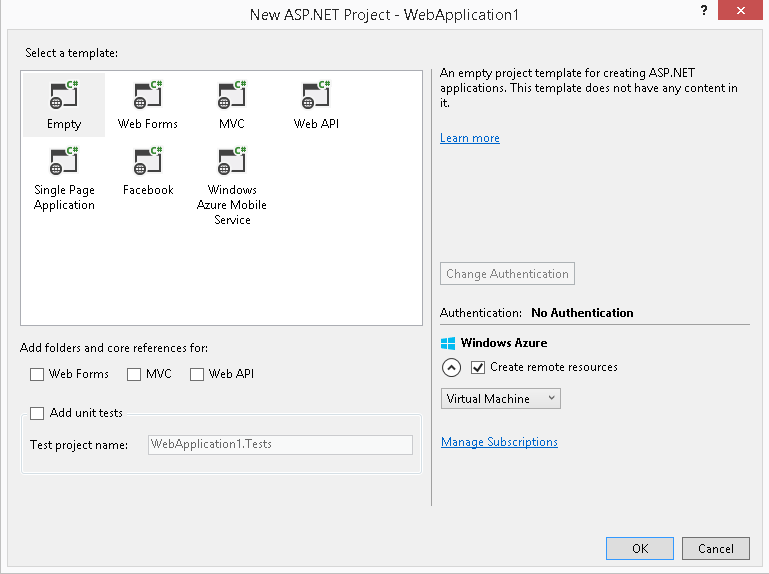 New ASP.NET Project - WebApplication1
?
Select a template:
C# C# C# C#
Empty Web Forms MVC Web API
C# C# C#
Single Page Facebook Windows
Application Azure Mobile
Service
An empty project template for creating ASP.NET
applications. This template does not have any content in
it.
Learn more
Change Authentication
Authentication: No Authentication
Windows Azure
Create remote resources
Virtual Machine
Manage Subscriptions
Add folders and core references for:
Web Forms MVC Web API
Add unit tests
Test project name: WebApplication1.Tests
OK Cancel